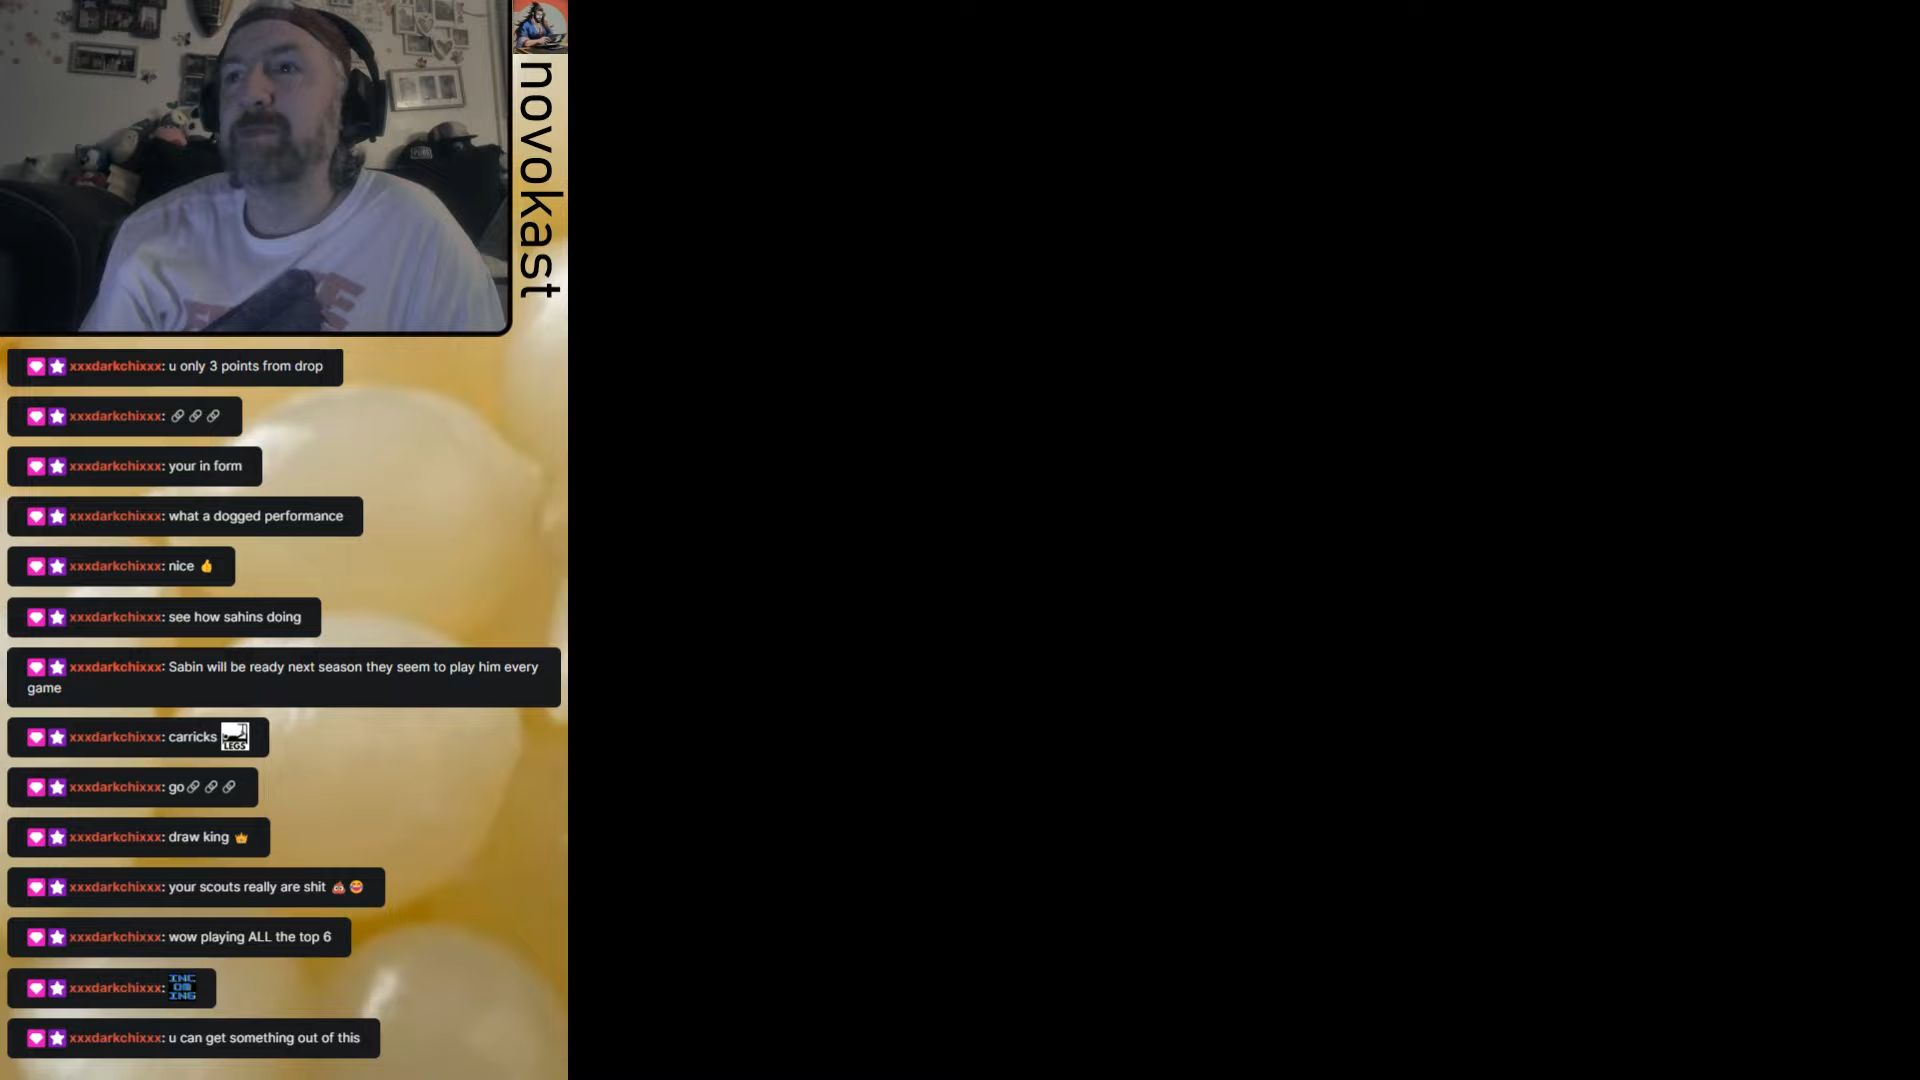 novokast
xxxdarkchixxx: u only 3 points from drop
xxxdarkchixxx: 🔗 🔗 🔗
xxxdarkchixxx: your in form
xxxdarkchixxx: what a dogged performance
xxxdarkchixxx: nice 👍
xxxdarkchixxx: see how sahins doing
xxxdarkchixxx: Sabin will be ready next season they seem to play him every
game
xxxdarkchixxx: carricks LEGS
xxxdarkchixxx: go🔗 🔗 🔗
xxxdarkchixxx: draw king 👑
xxxdarkchixxx: your scouts really are shit 💩 😂
xxxdarkchixxx: wow playing ALL the top 6
xxxdarkchixxx: INC
OM
ING
xxxdarkchixxx: u can get something out of this